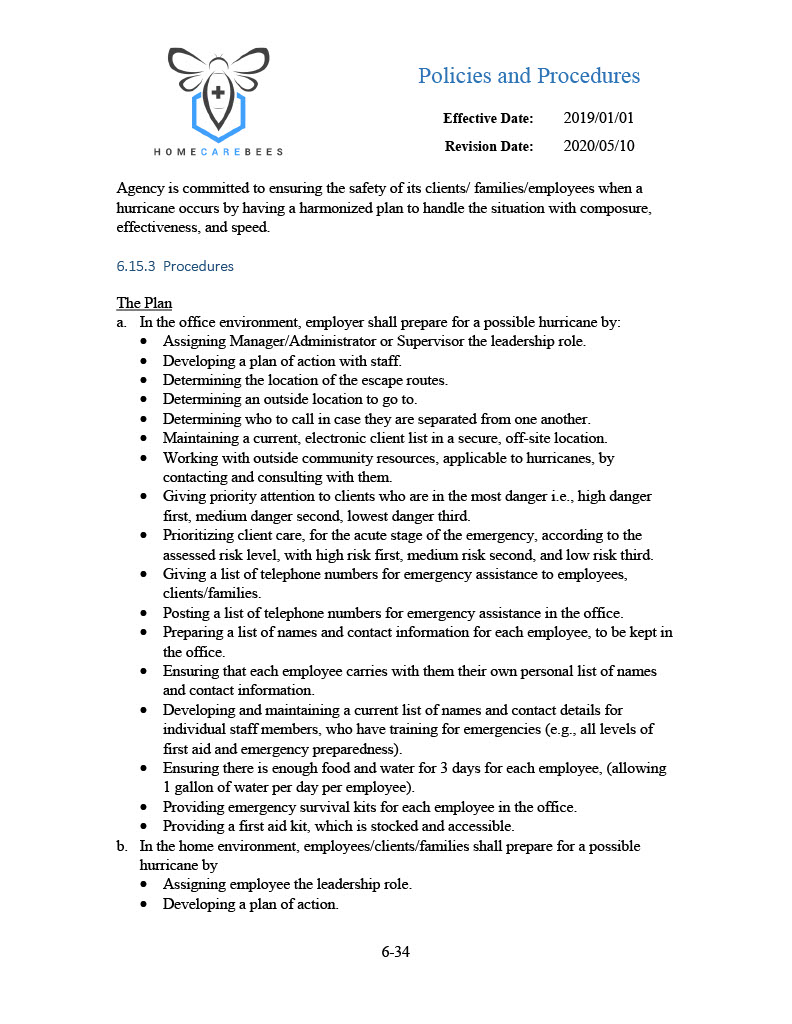 Policies and Procedures
Effective Date: 2019/01/01
Revision Date: 2020/05/10
HOMECAREBEES
Agency is committed to ensuring the safety of its clients/ families/employees when a
hurricane occurs by having a harmonized plan to handle the situation with composure,
effectiveness, and speed.
6.15.3 Procedures
The Plan
a. In the office environment, employer shall prepare for a possible hurricane by:
• Assigning Manager/Administrator or Supervisor the leadership role.
• Developing a plan of action with staff.
• Determining the location of the escape routes.
• Determining an outside location to go to.
• Determining who to call in case they are separated from one another.
• Maintaining a current, electronic client list in a secure, off-site location.
• Working with outside community resources, applicable to hurricanes, by
contacting and consulting with them.
• Giving priority attention to clients who are in the most danger i.e., high danger
first, medium danger second, lowest danger third.
• Prioritizing client care, for the acute stage of the emergency, according to the
assessed risk level, with high risk first, medium risk second, and low risk third.
• Giving a list of telephone numbers for emergency assistance to employees,
clients/families.
• Posting a list of telephone numbers for emergency assistance in the office.
• Preparing a list of names and contact information for each employee, to be kept in
the office.
• Ensuring that each employee carries with them their own personal list of names
and contact information.
• Developing and maintaining a current list of names and contact details for
individual staff members, who have training for emergencies (e.g., all levels of
first aid and emergency preparedness).
• Ensuring there is enough food and water for 3 days for each employee, (allowing
1 gallon of water per day per employee).
• Providing emergency survival kits for each employee in the office.
• Providing a first aid kit, which is stocked and accessible.
b. In the home environment, employees/clients/families shall prepare for a possible
hurricane by
• Assigning employee the leadership role.
• Developing a plan of action.
6-34